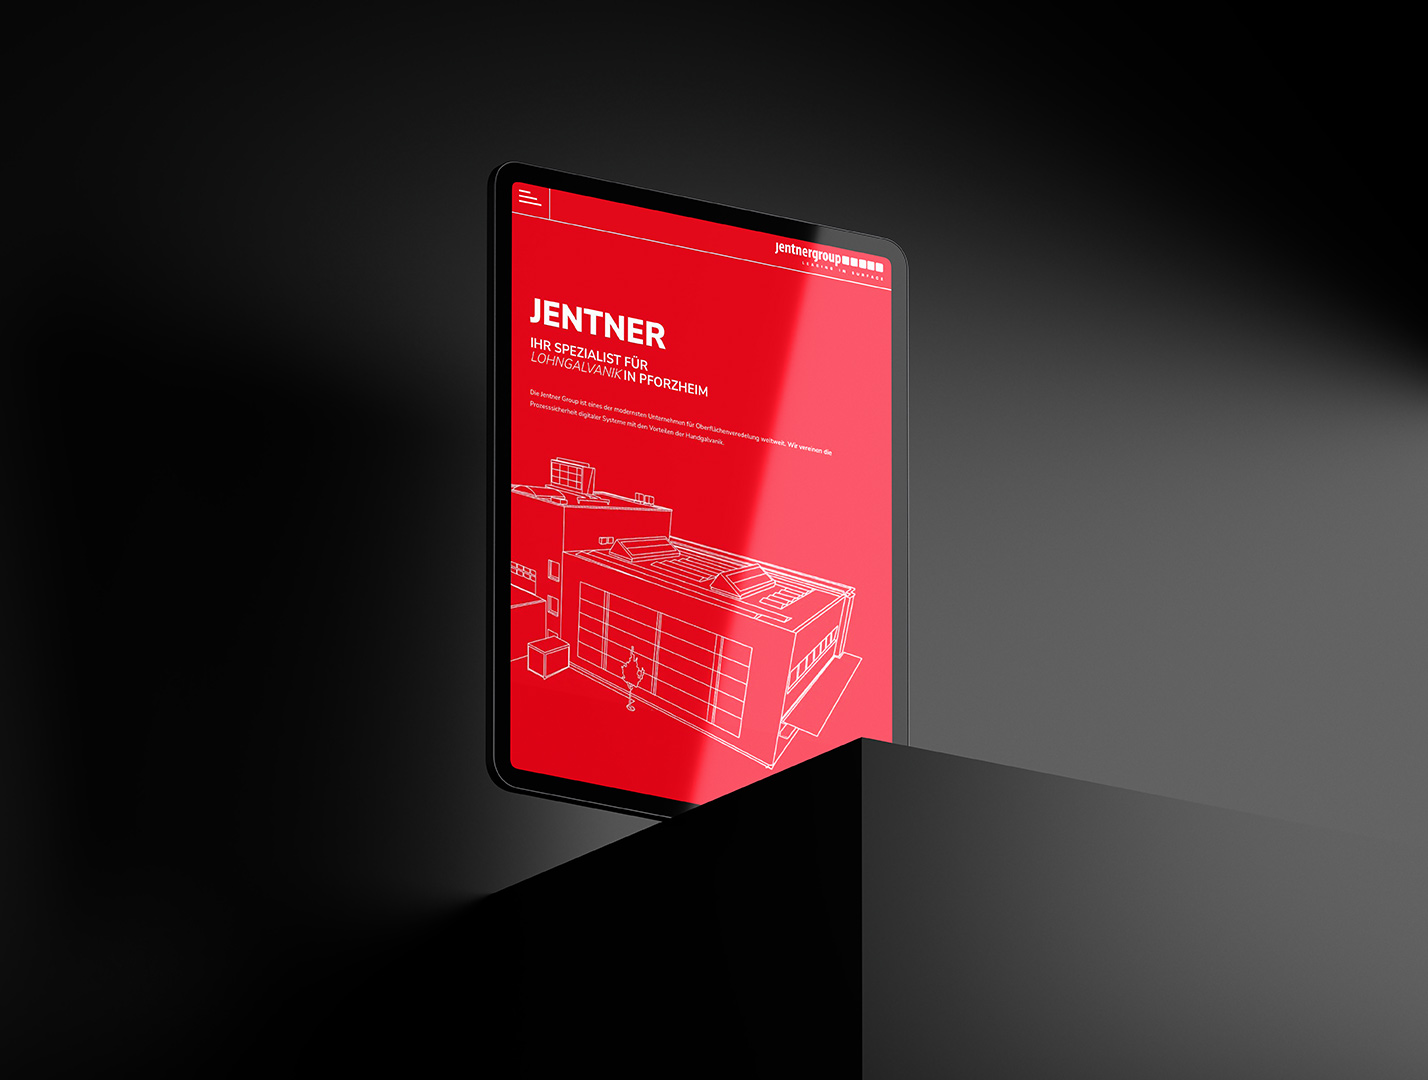 jentnergroup
LEADING IN SURFACE
JENTNER
IHR SPEZIALIST FÜR
LOHNGALVANIK IN PFORZHEIM
Die Jentner Group ist eines der modernsten Unternehmen für Oberflächenveredelung weltweit. Wir vereinen die
Prozesssicherheit digitaler Systeme mit den Vorteilen der Handgalvanik.